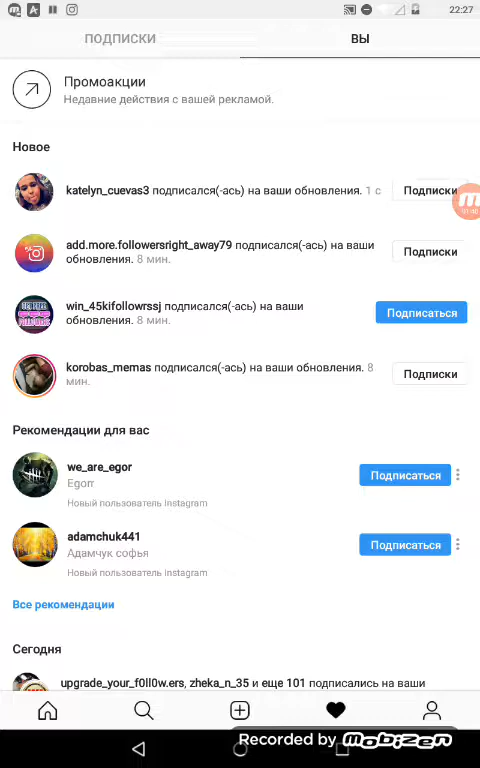 22:27
ПОДПИСКИ
ВЫ
Промоакции
Недавние действия с вашей рекламой.
Новое
katelyn_cuevas3 подписался(-ась) на ваши обновления. 1 с
Подписки
add.more.followersright_away79 подписался(-ась) на ваши
обновления. 8 мин.
Подписки
win_45kifollowrssj подписался(-ась) на ваши
обновления. 8 мин.
Подписаться
korobas_memas подписался(-ась) на ваши обновления. 8
мин.
Подписки
Рекомендации для вас
we_are_egor
Egorr
Новый пользователь Instagram
Подписаться
adamchuk441
Адамчук софья
Новый пользователь Instagram
Подписаться
Все рекомендации
Сегодня
upgrade_your_f0ll0w.ers, zheka_n_35 и еще 101 подписались на ваши
Recorded by Mobizen